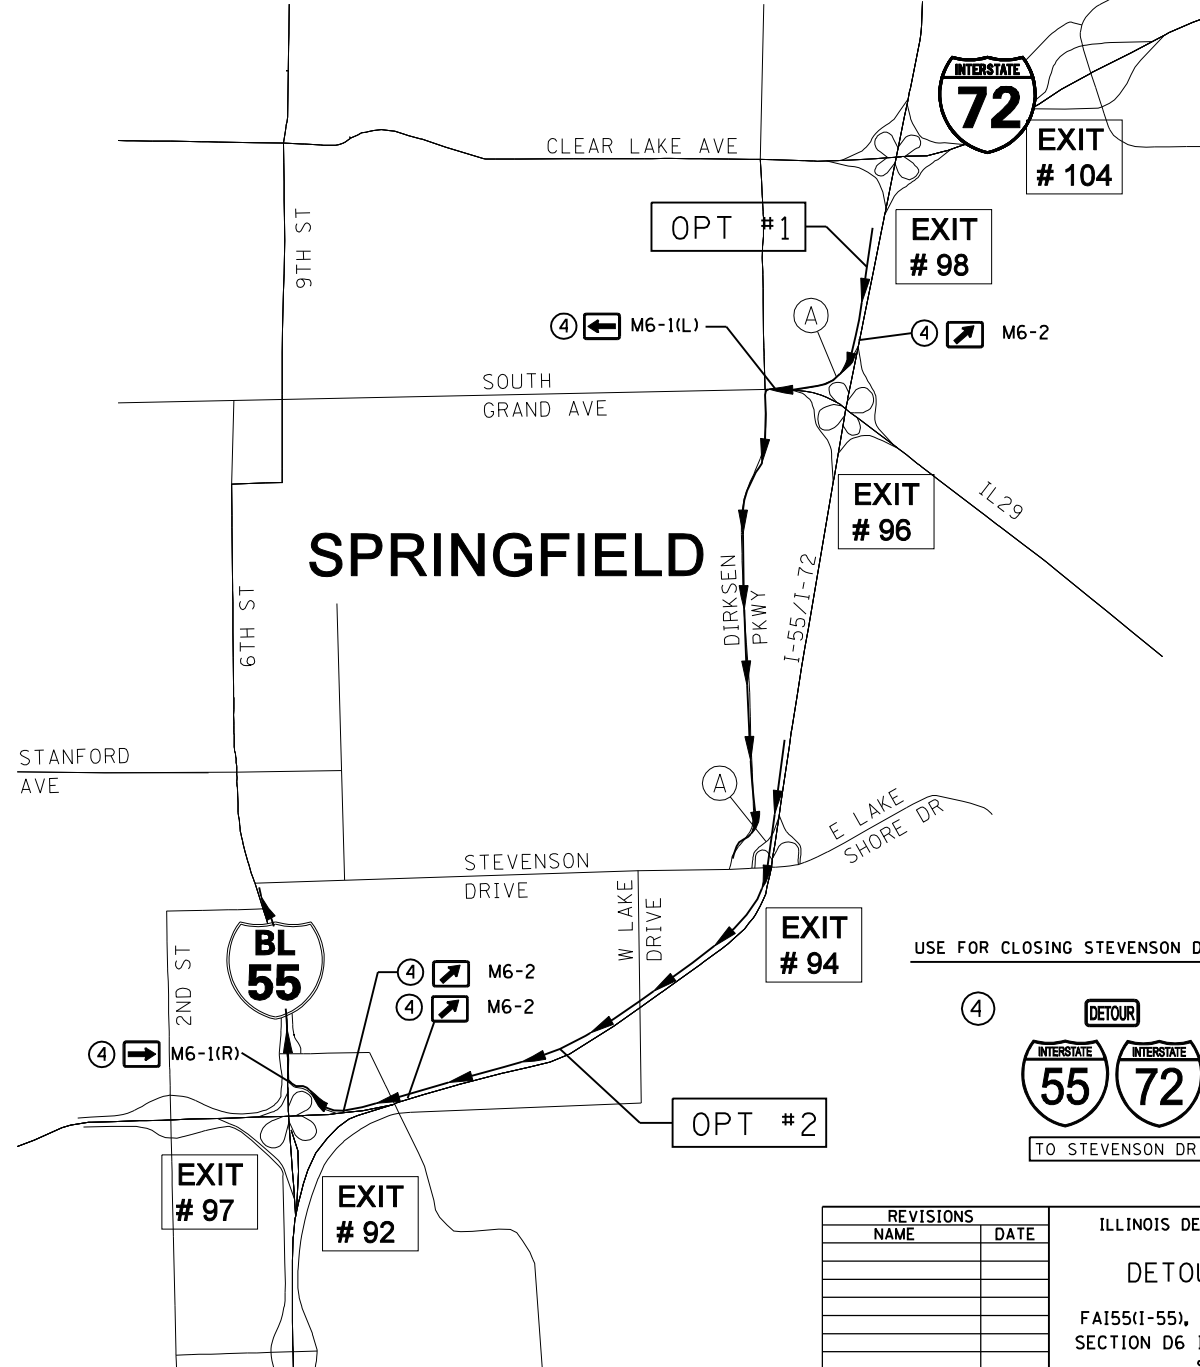 INTERSTATE
72
EXIT
# 104
CLEAR LAKE AVE
9TH ST
OPT #1
EXIT
# 98
4 M6-1(L)
A
4 M6-2
SOUTH
GRAND AVE
EXIT
# 96
IL29
SPRINGFIELD
DIRKSEN
PKWY
I-55/I-72
6TH ST
STANFORD
AVE
A
E LAKE
SHORE DR
STEVENSON
DRIVE
W LAKE
DRIVE
EXIT
# 94
2ND ST
BL
55
4 M6-2
4 M6-2
4 M6-1(R)
OPT #2
EXIT
# 97
EXIT
# 92
USE FOR CLOSING STEVENSON D
4
DETOUR
INTERSTATE
55
INTERSTATE
72
TO STEVENSON DR
REVISIONS
NAME DATE
ILLINOIS DE
DETOU
FAI55(I-55),
SECTION D6